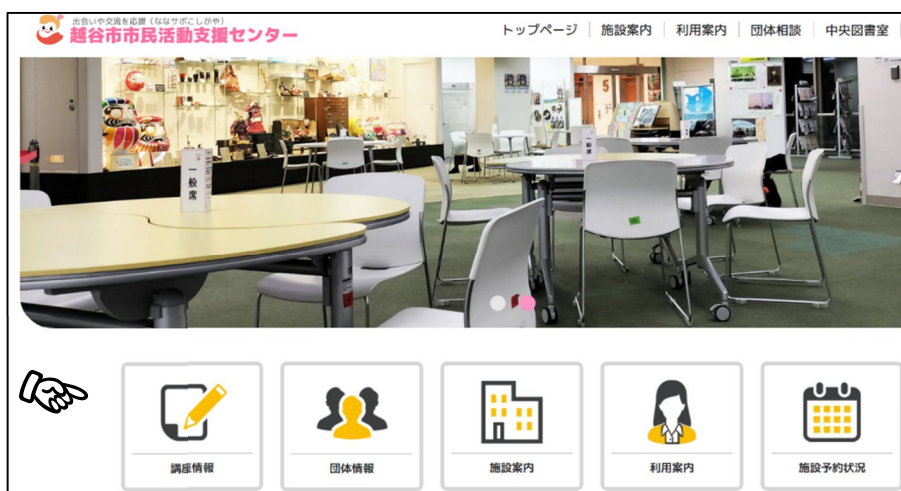 出会いや交流を応援（ななサポこしがや）
越谷市市民活動支援センター
トップページ 施設案内 利用案内 団体相談 中央図書室
一般席
一般席
5
講座情報 団体情報 施設案内 利用案内 施設予約状況